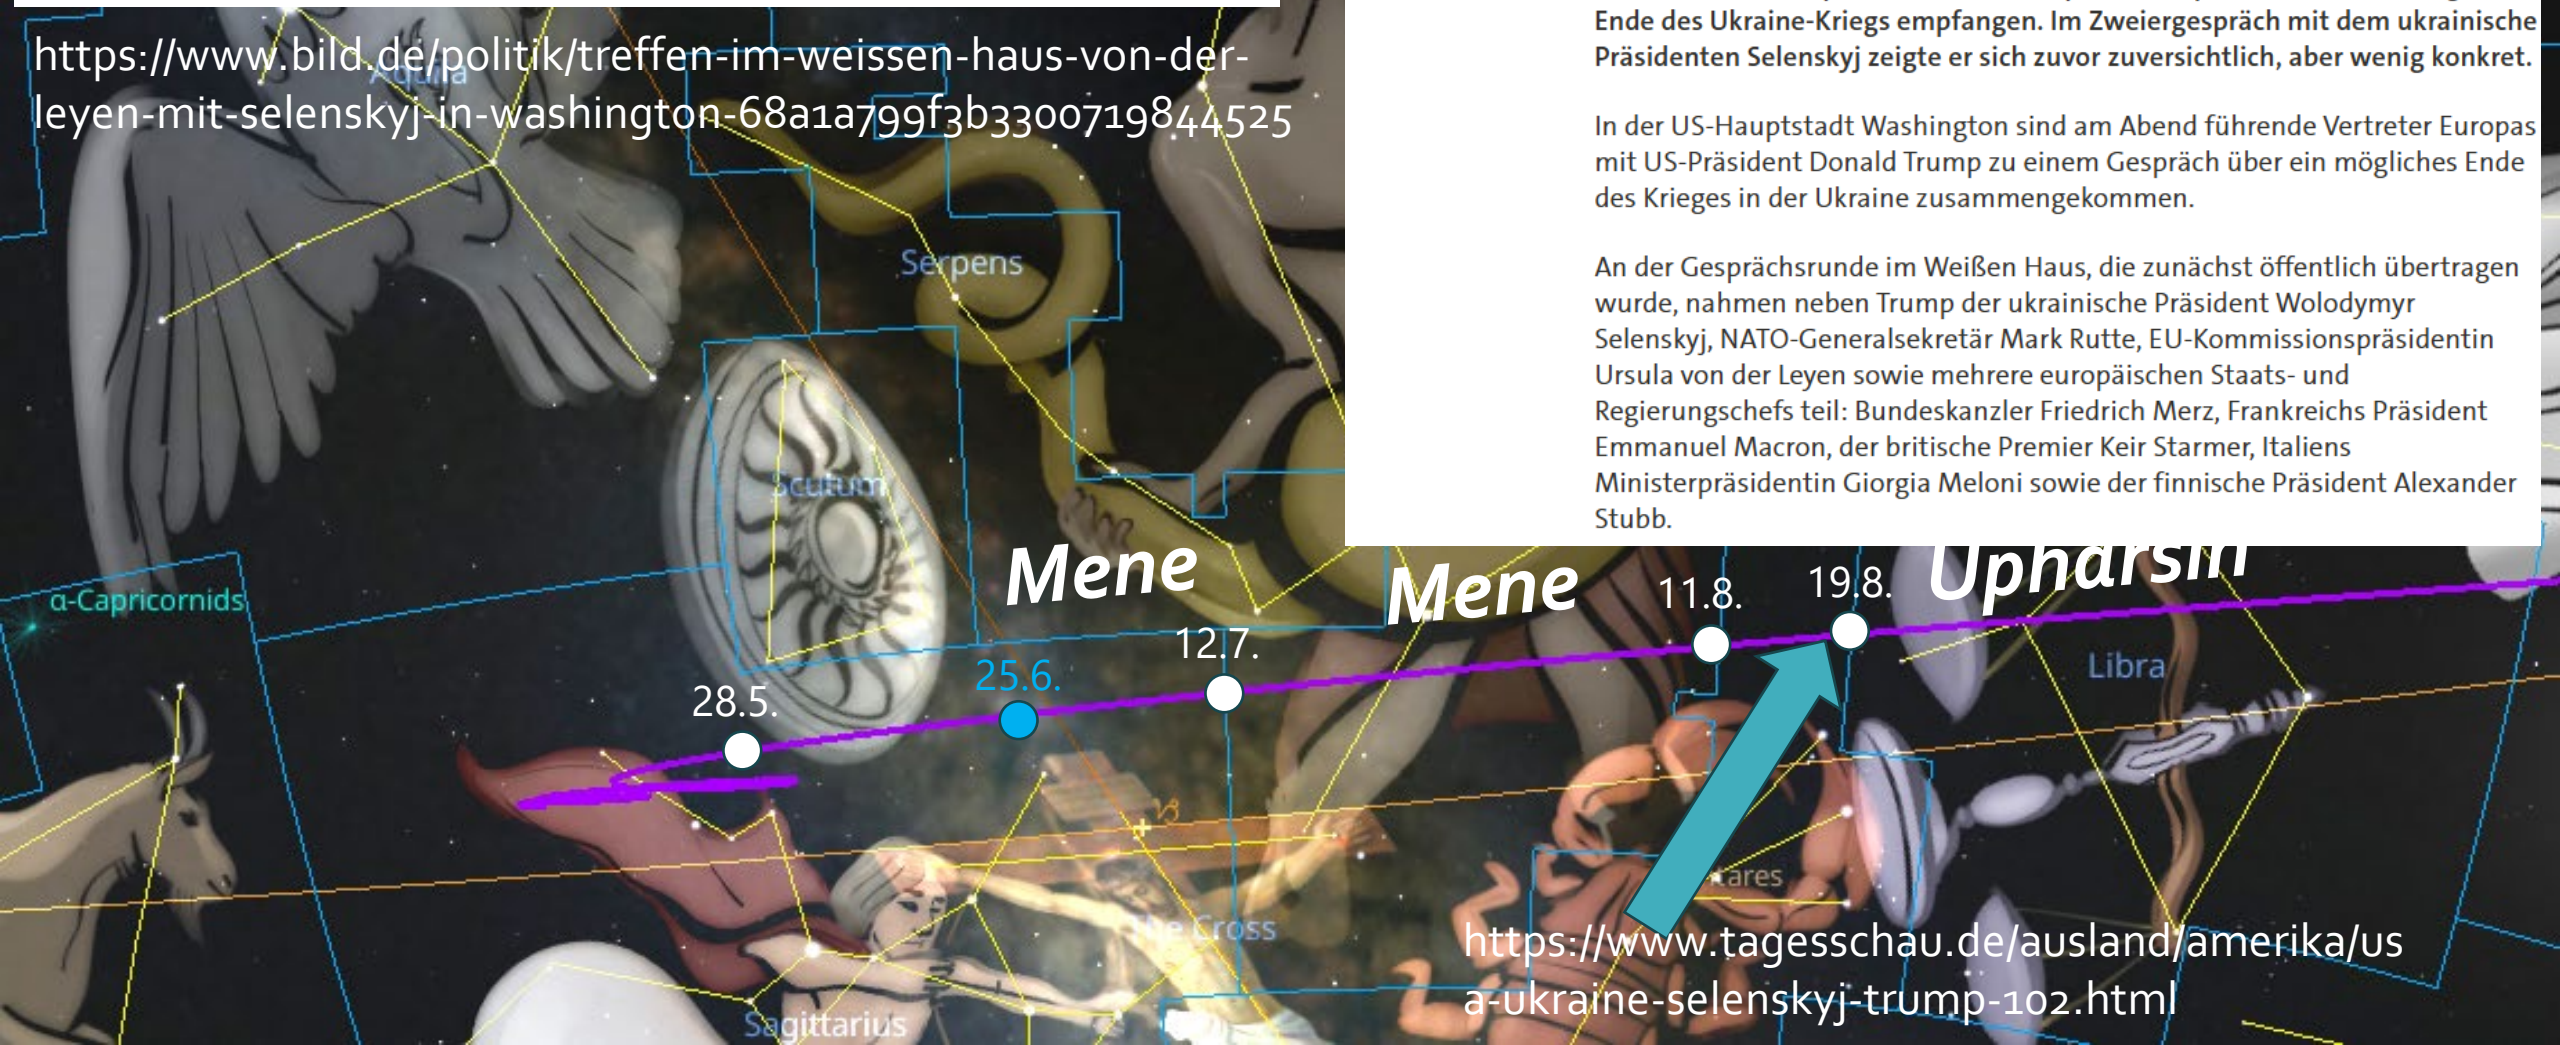 https://www.bild.de/politik/treffen-im-weissen-haus-von-der-
leyen-mit-selenskyj-in-washington-68a1a799f3b3300719844525
Aquila
Ende des Ukraine-Kriegs empfangen. Im Zweiergespräch mit dem ukrainische
Präsidenten Selenskyj zeigte er sich zuvor zuversichtlich, aber wenig konkret.
In der US-Hauptstadt Washington sind am Abend führende Vertreter Europas
mit US-Präsident Donald Trump zu einem Gespräch über ein mögliches Ende
des Krieges in der Ukraine zusammengekommen.
An der Gesprächsrunde im Weißen Haus, die zunächst öffentlich übertragen
wurde, nahmen neben Trump der ukrainische Präsident Wolodymyr
Selenskyj, NATO-Generalsekretär Mark Rutte, EU-Kommissionspräsidentin
Ursula von der Leyen sowie mehrere europäischen Staats- und
Regierungschefs teil: Bundeskanzler Friedrich Merz, Frankreichs Präsident
Emmanuel Macron, der britische Premier Keir Starmer, Italiens
Ministerpräsidentin Giorgia Meloni sowie der finnische Präsident Alexander
Stubb.
Serpens
Scutum
Mene
Mene
Upharsin
α-Capricornids
28.5.
25.6.
12.7.
11.8.
19.8.
Libra
tares
The Cross
Sagittarius
https://www.tagesschau.de/ausland/amerika/us
a-ukraine-selenskyj-trump-102.html